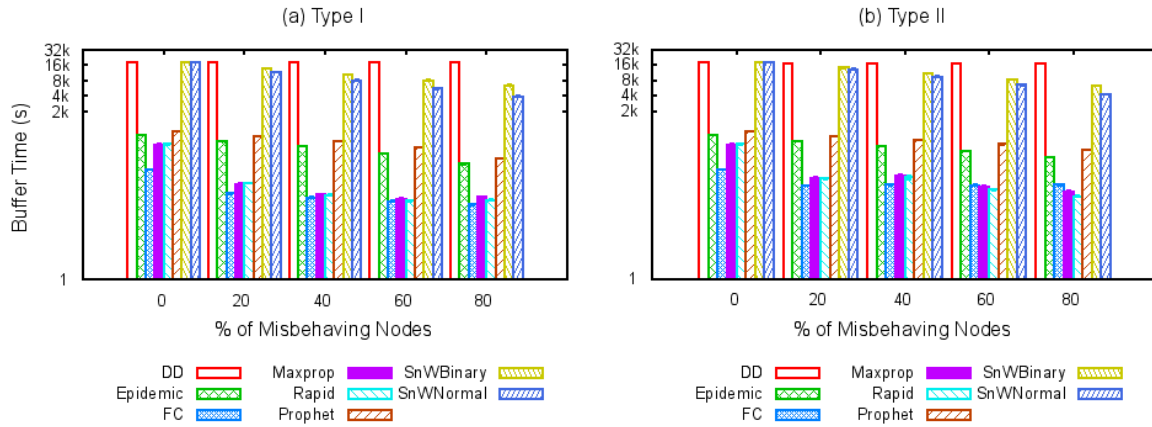 (a) Type I
32k
16k
8k
4k
2k
1
Buffer Time (s)
0 20 40 60 80
% of Misbehaving Nodes
DD Maxprop SnWBinary
Epidemic Rapid SnWNormal
FC Prophet
(b) Type II
32k
16k
8k
4k
2k
1
0 20 40 60 80
% of Misbehaving Nodes
DD Maxprop SnWBinary
Epidemic Rapid SnWNormal
FC Prophet